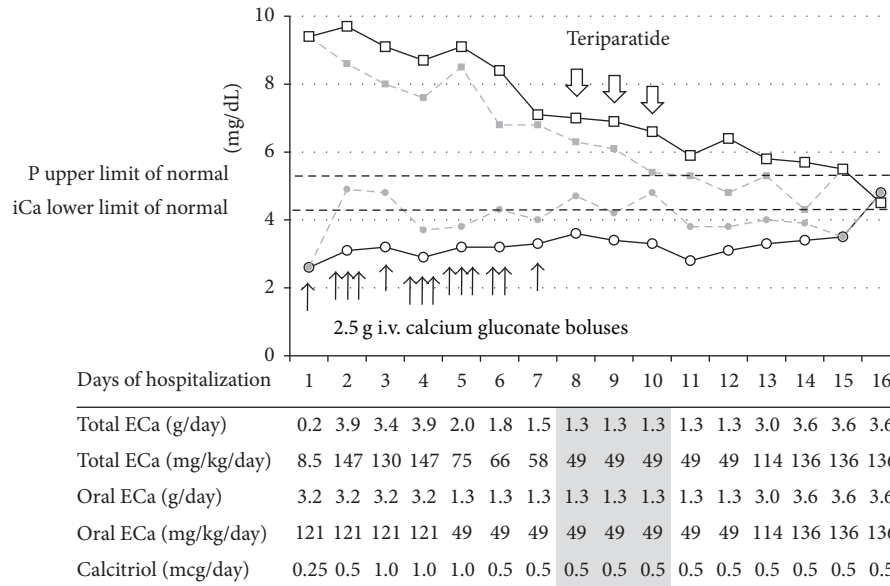 10
8
6
4
2
0
(mg/dL)
Teriparatide
P upper limit of normal
iCa lower limit of normal
2.5 g i.v. calcium gluconate boluses
Days of hospitalization 1 2 3 4 5 6 7 8 9 10 11 12 13 14 15 16
Total ECa (g/day) 0.2 3.9 3.4 3.9 2.0 1.8 1.5 1.3 1.3 1.3 1.3 1.3 3.0 3.6 3.6 3.6
Total ECa (mg/kg/day) 8.5 147 130 147 75 66 58 49 49 49 49 49 114 136 136 136
Oral ECa (g/day) 3.2 3.2 3.2 3.2 1.3 1.3 1.3 1.3 1.3 1.3 1.3 1.3 3.0 3.6 3.6 3.6
Oral ECa (mg/kg/day) 121 121 121 121 49 49 49 49 49 49 49 49 114 136 136 136
Calcitriol (mcg/day) 0.25 0.5 1.0 1.0 1.0 0.5 0.5 0.5 0.5 0.5 0.5 0.5 0.5 0.5 0.5 0.5